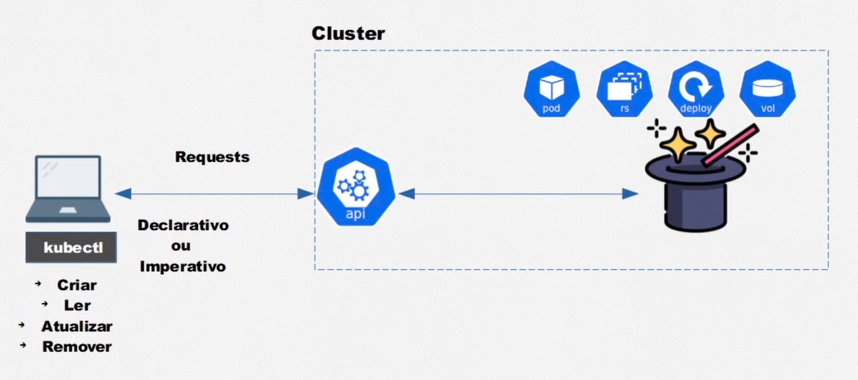 Cluster
pod
rs
deploy
vol
Requests
api
kubectl
Declarativo
ou
Imperativo
Criar
Ler
Atualizar
Remover